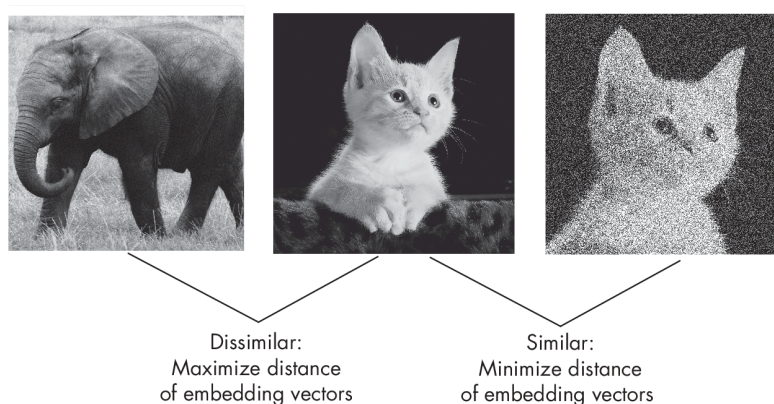 Dissimilar:
Maximize distance
of embedding vectors
Similar:
Minimize distance
of embedding vectors